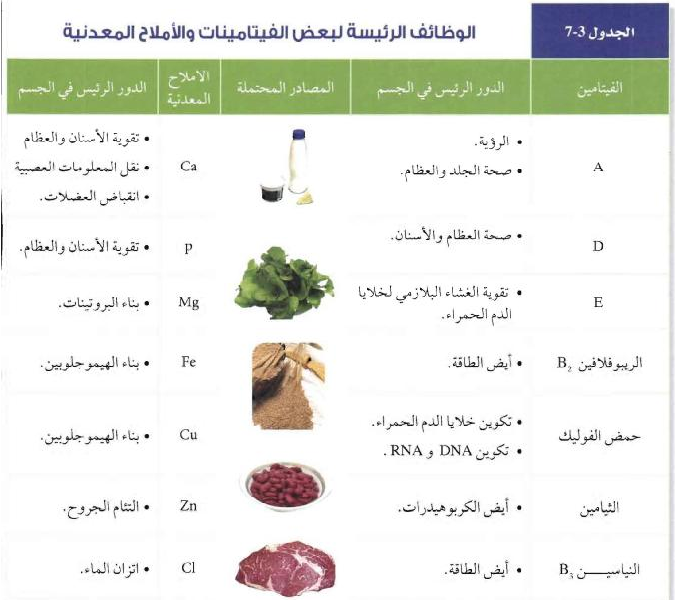 الجدول 3-7
الوظائف الرئيسة لبعض الفيتامينات والأملاح المعدنية
الفيتامين
الدور الرئيس في الجسم
المصادر المحتملة
الاملاح المعدنية
الدور الرئيس في الجسم
A
• الرؤية.
• صحة الجلد والعظام.
Ca
• تقوية الأسنان والعظام
• نقل المعلومات العصبية
• انقباض العضلات.
D
• صحة العظام والأسنان.
p
• تقوية الأسنان والعظام.
E
• تقوية الغشاء البلازمي لخلايا
الدم الحمراء.
Mg
• بناء البروتينات.
الريبوفلافين B₂
• أيض الطاقة.
Fe
• بناء الهيموجلوبين.
حمض الفوليك
• تكوين خلايا الدم الحمراء.
• تكوين DNA و RNA .
Cu
• بناء الهيموجلوبين.
الثيامين
• أيض الكربوهيدرات.
Zn
• التئام الجروح.
النياسيـــــن B₃
• أيض الطاقة.
Cl
• اتزان الماء.